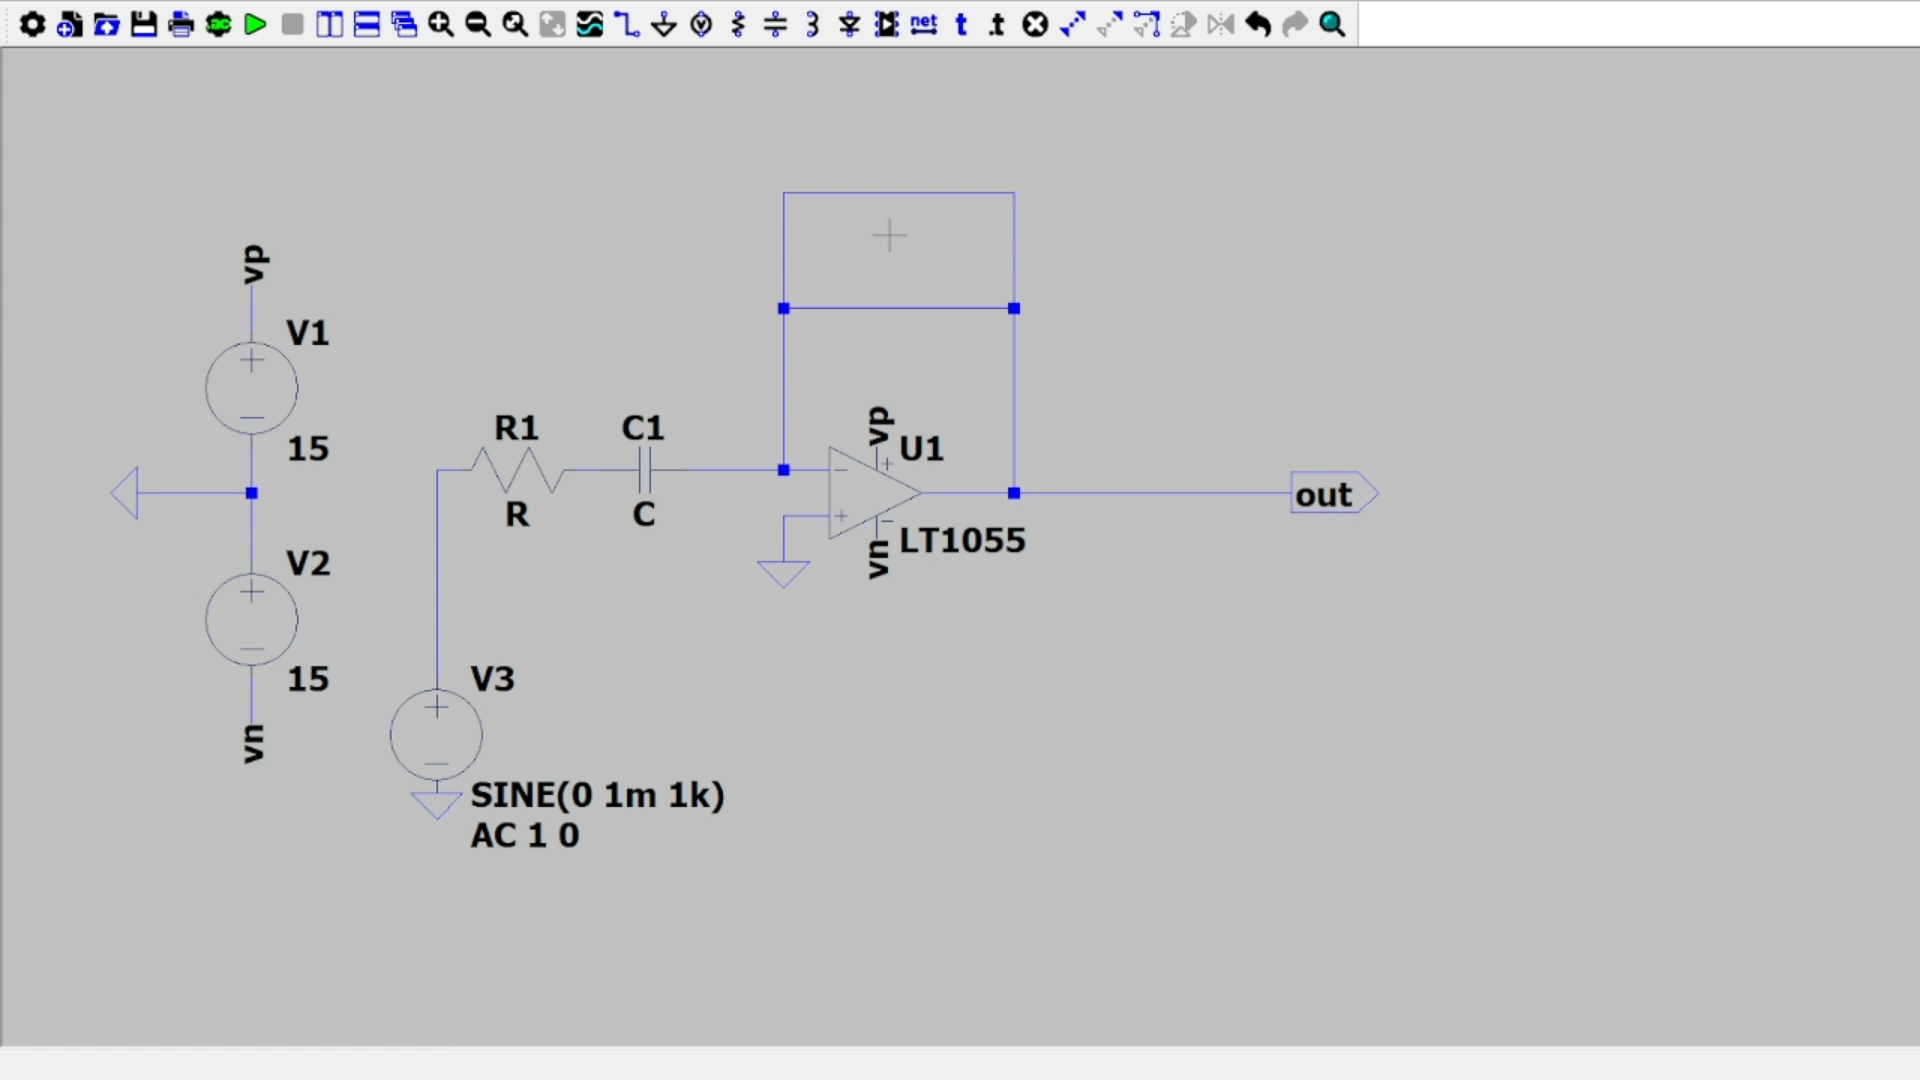 ac
net
t
.t
vp
V1
15
V2
15
vn
R1
R
C1
C
V3
SINE(0 1m 1k)
AC 1 0
vp
U1
LT1055
vn
out